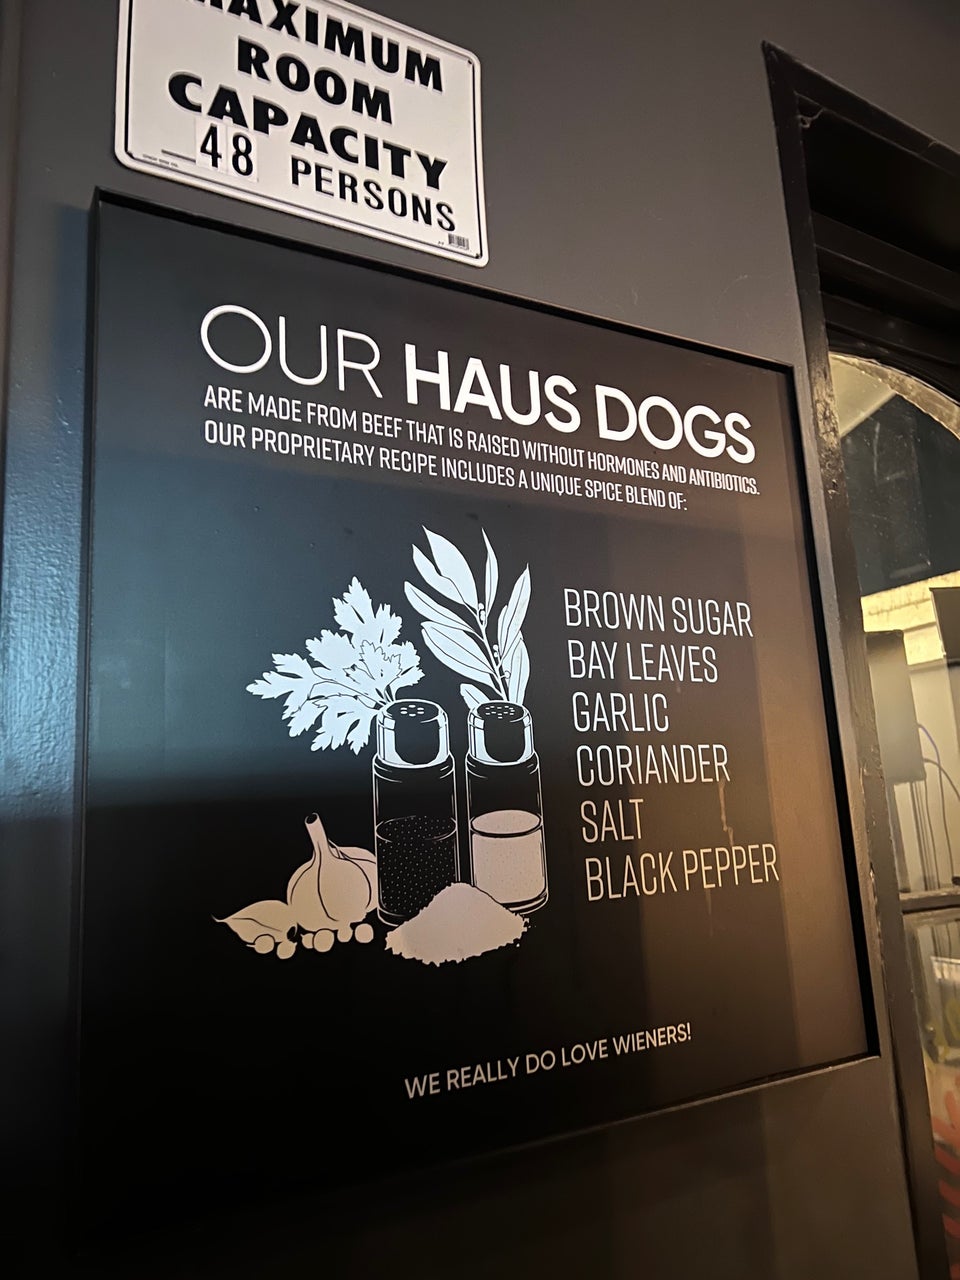 MAXIMUM
ROOM
CAPACITY
48 PERSONS
OUR HAUS DOGS
ARE MADE FROM BEEF THAT IS RAISED WITHOUT HORMONES AND ANTIBIOTICS.
OUR PROPRIETARY RECIPE INCLUDES A UNIQUE SPICE BLEND OF:
BROWN SUGAR
BAY LEAVES
GARLIC
CORIANDER
SALT
BLACK PEPPER
WE REALLY DO LOVE WIENERS!